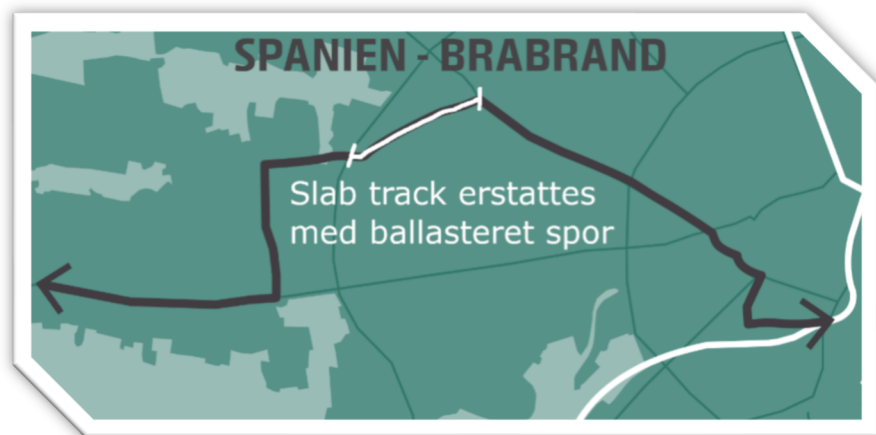 SPANIEN - BRABRAND
Slab track erstattes
med ballasteret spor